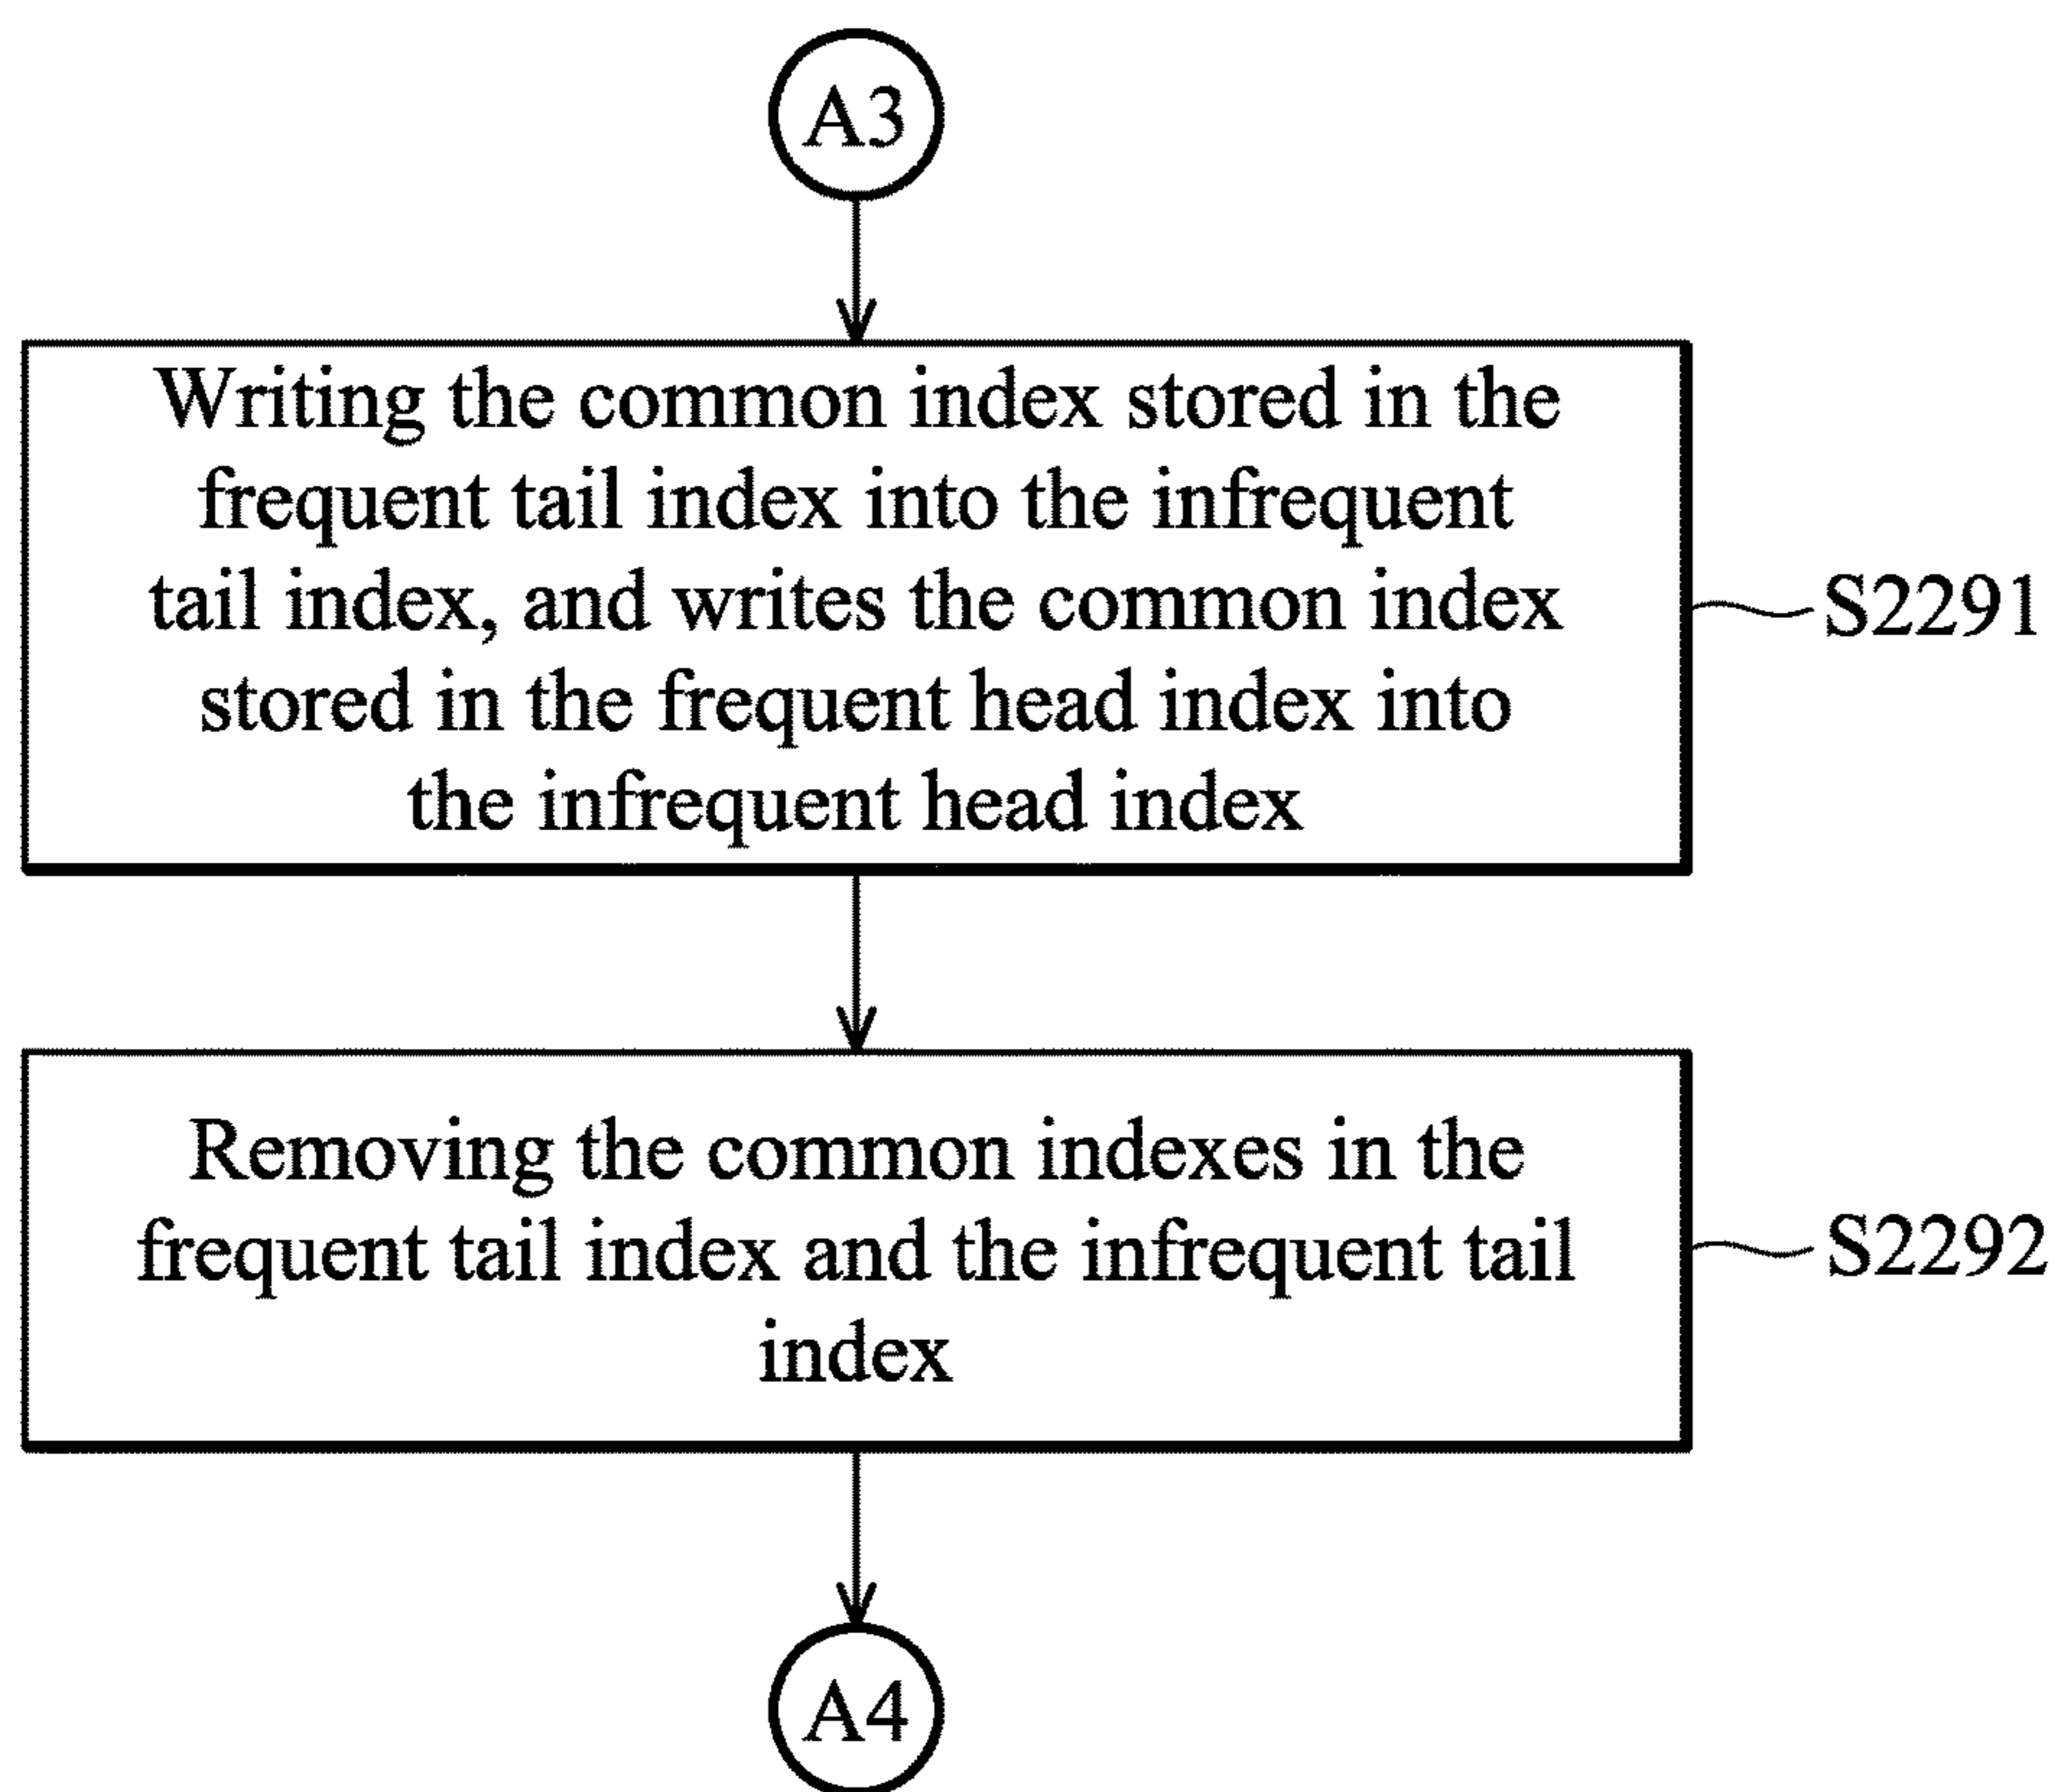 A3
Writing the common index stored in the
frequent tail index into the infrequent
tail index, and writes the common index
stored in the frequent head index into
the infrequent head index
S2291
Removing the common indexes in the
frequent tail index and the infrequent tail
index
S2292
A4